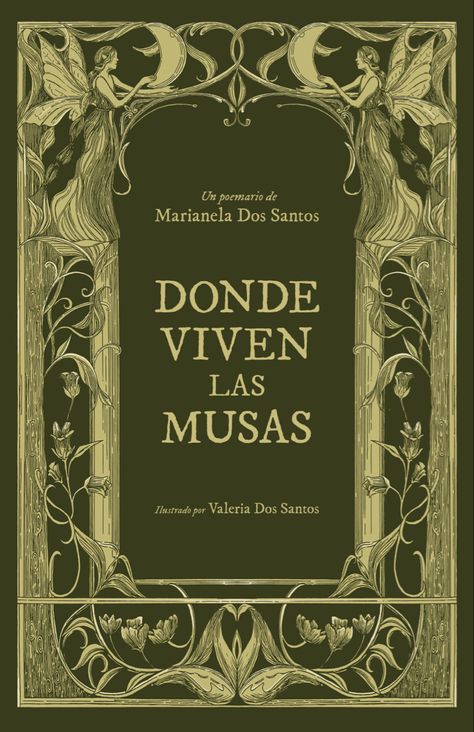 Un poemario de
Marianela Dos Santos
DONDE
VIVEN
LAS
MUSAS
Ilustrado por Valeria Dos Santos